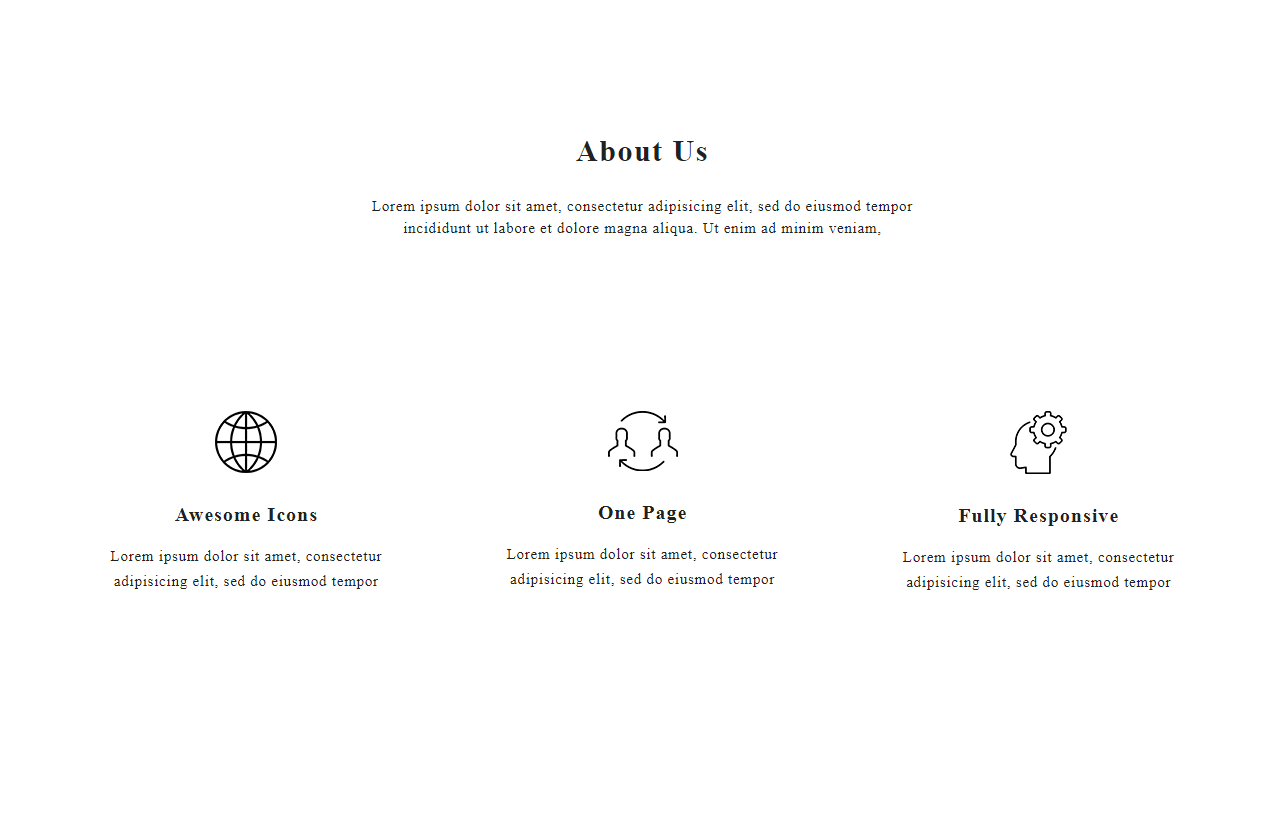 About Us
Lorem ipsum dolor sit amet, consectetur adipisicing elit, sed do eiusmod tempor
incididunt ut labore et dolore magna aliqua. Ut enim ad minim veniam,
Awesome Icons
Lorem ipsum dolor sit amet, consectetur
adipisicing elit, sed do eiusmod tempor
One Page
Lorem ipsum dolor sit amet, consectetur
adipisicing elit, sed do eiusmod tempor
Fully Responsive
Lorem ipsum dolor sit amet, consectetur
adipisicing elit, sed do eiusmod tempor